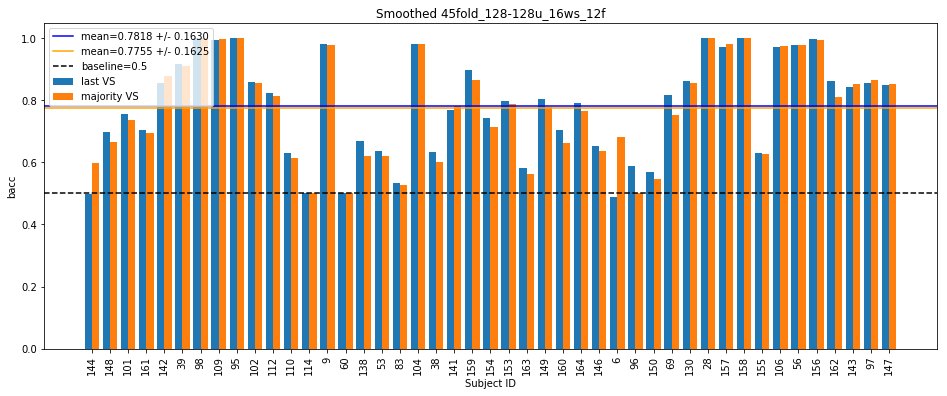 Smoothed 45fold_128-128u_16ws_12f
mean=0.7818 +/- 0.1630
mean=0.7755 +/- 0.1625
baseline=0.5
last VS
majority VS
1.0
0.8
0.6
0.4
0.2
0.0
bacc
144 148 101 161 142 39 98 109 95 102 112 110 114 9 60 138 53 83 104 38 141 159 154 153 163 149 160 164 146 6 96 150 69 130 28 157 158 155 106 56 156 162 143 97 147
Subject ID